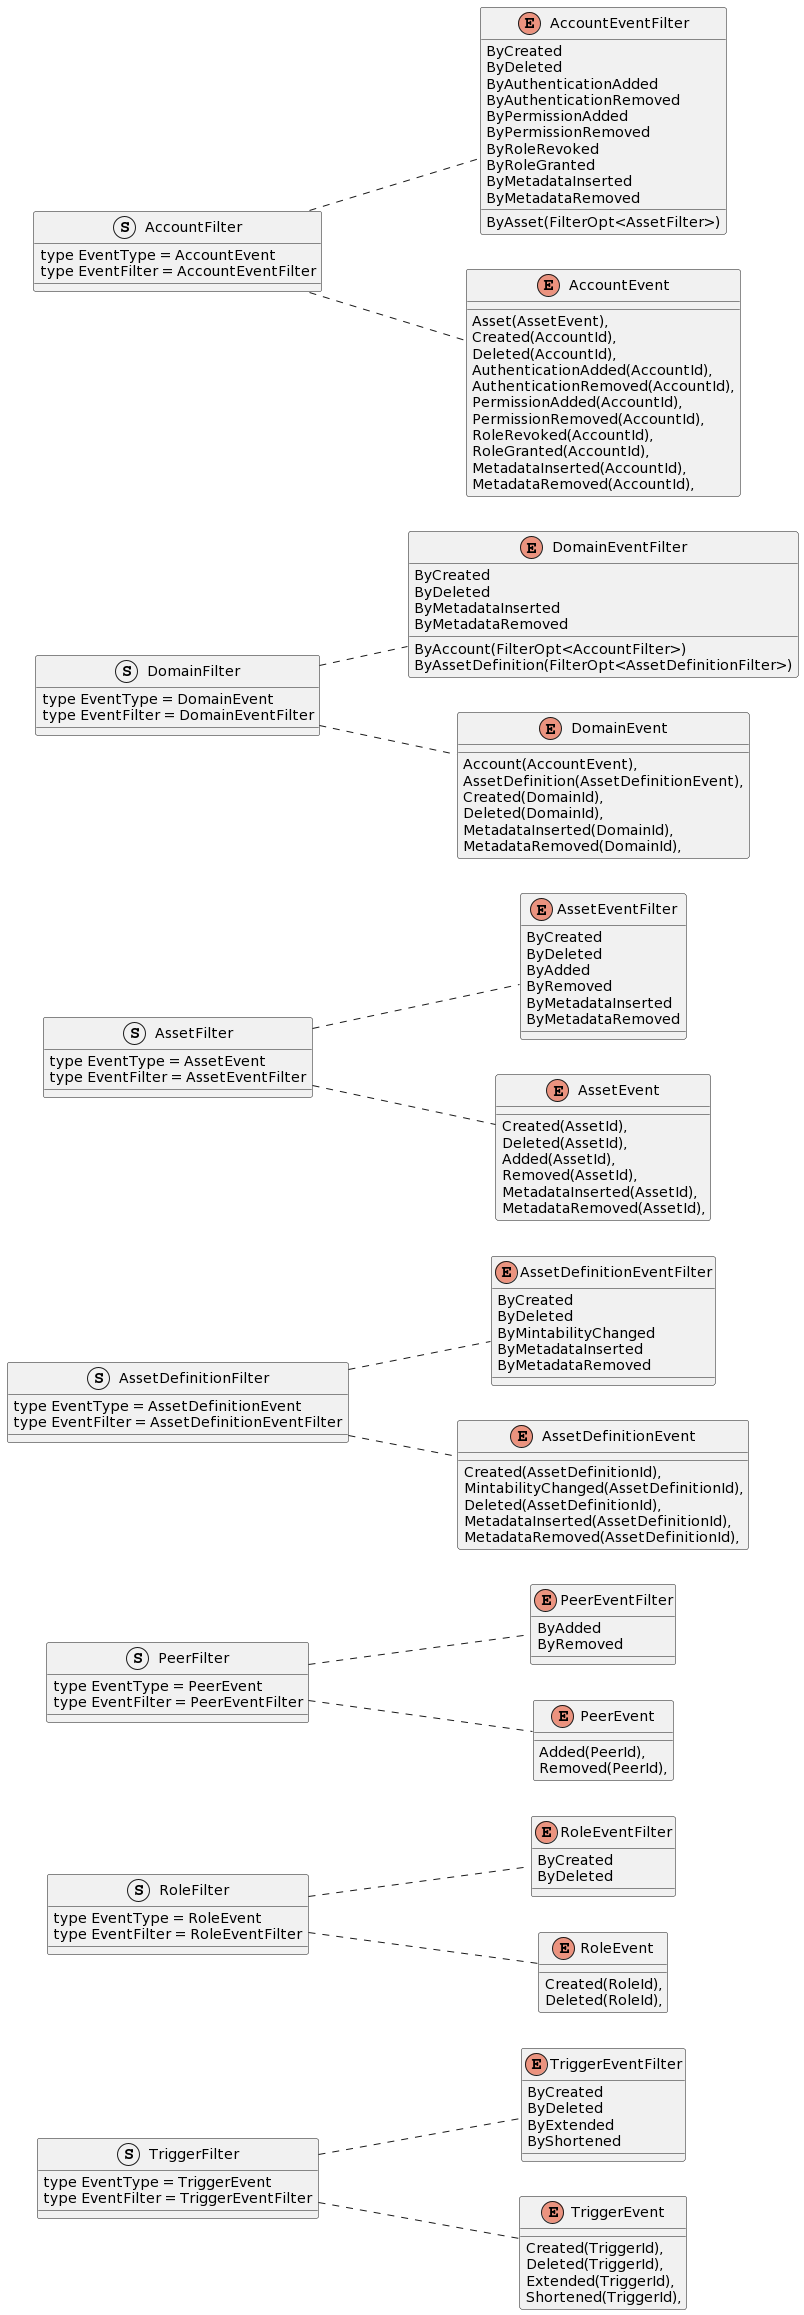 E AccountEventFilter
ByCreated
ByDeleted
ByAuthenticationAdded
ByAuthenticationRemoved
ByPermissionAdded
ByPermissionRemoved
ByRoleRevoked
ByRoleGranted
ByMetadataInserted
ByMetadataRemoved
ByAsset(FilterOpt<AssetFilter>)
S AccountFilter
type EventType = AccountEvent
type EventFilter = AccountEventFilter
E AccountEvent
Asset(AssetEvent),
Created(AccountId),
Deleted(AccountId),
AuthenticationAdded(AccountId),
AuthenticationRemoved(AccountId),
PermissionAdded(AccountId),
PermissionRemoved(AccountId),
RoleRevoked(AccountId),
RoleGranted(AccountId),
MetadataInserted(AccountId),
MetadataRemoved(AccountId),
E DomainEventFilter
ByCreated
ByDeleted
ByMetadataInserted
ByMetadataRemoved
ByAccount(FilterOpt<AccountFilter>)
ByAssetDefinition(FilterOpt<AssetDefinitionFilter>)
S DomainFilter
type EventType = DomainEvent
type EventFilter = DomainEventFilter
E DomainEvent
Account(AccountEvent),
AssetDefinition(AssetDefinitionEvent),
Created(DomainId),
Deleted(DomainId),
MetadataInserted(DomainId),
MetadataRemoved(DomainId),
E AssetEventFilter
ByCreated
ByDeleted
ByAdded
ByRemoved
ByMetadataInserted
ByMetadataRemoved
S AssetFilter
type EventType = AssetEvent
type EventFilter = AssetEventFilter
E AssetEvent
Created(AssetId),
Deleted(AssetId),
Added(AssetId),
Removed(AssetId),
MetadataInserted(AssetId),
MetadataRemoved(AssetId),
E AssetDefinitionEventFilter
ByCreated
ByDeleted
ByMintabilityChanged
ByMetadataInserted
ByMetadataRemoved
S AssetDefinitionFilter
type EventType = AssetDefinitionEvent
type EventFilter = AssetDefinitionEventFilter
E AssetDefinitionEvent
Created(AssetDefinitionId),
MintabilityChanged(AssetDefinitionId),
Deleted(AssetDefinitionId),
MetadataInserted(AssetDefinitionId),
MetadataRemoved(AssetDefinitionId),
E PeerEventFilter
ByAdded
ByRemoved
S PeerFilter
type EventType = PeerEvent
type EventFilter = PeerEventFilter
E PeerEvent
Added(PeerId),
Removed(PeerId),
E RoleEventFilter
ByCreated
ByDeleted
S RoleFilter
type EventType = RoleEvent
type EventFilter = RoleEventFilter
E RoleEvent
Created(RoleId),
Deleted(RoleId),
E TriggerEventFilter
ByCreated
ByDeleted
ByExtended
ByShortened
S TriggerFilter
type EventType = TriggerEvent
type EventFilter = TriggerEventFilter
E TriggerEvent
Created(TriggerId),
Deleted(TriggerId),
Extended(TriggerId),
Shortened(TriggerId),